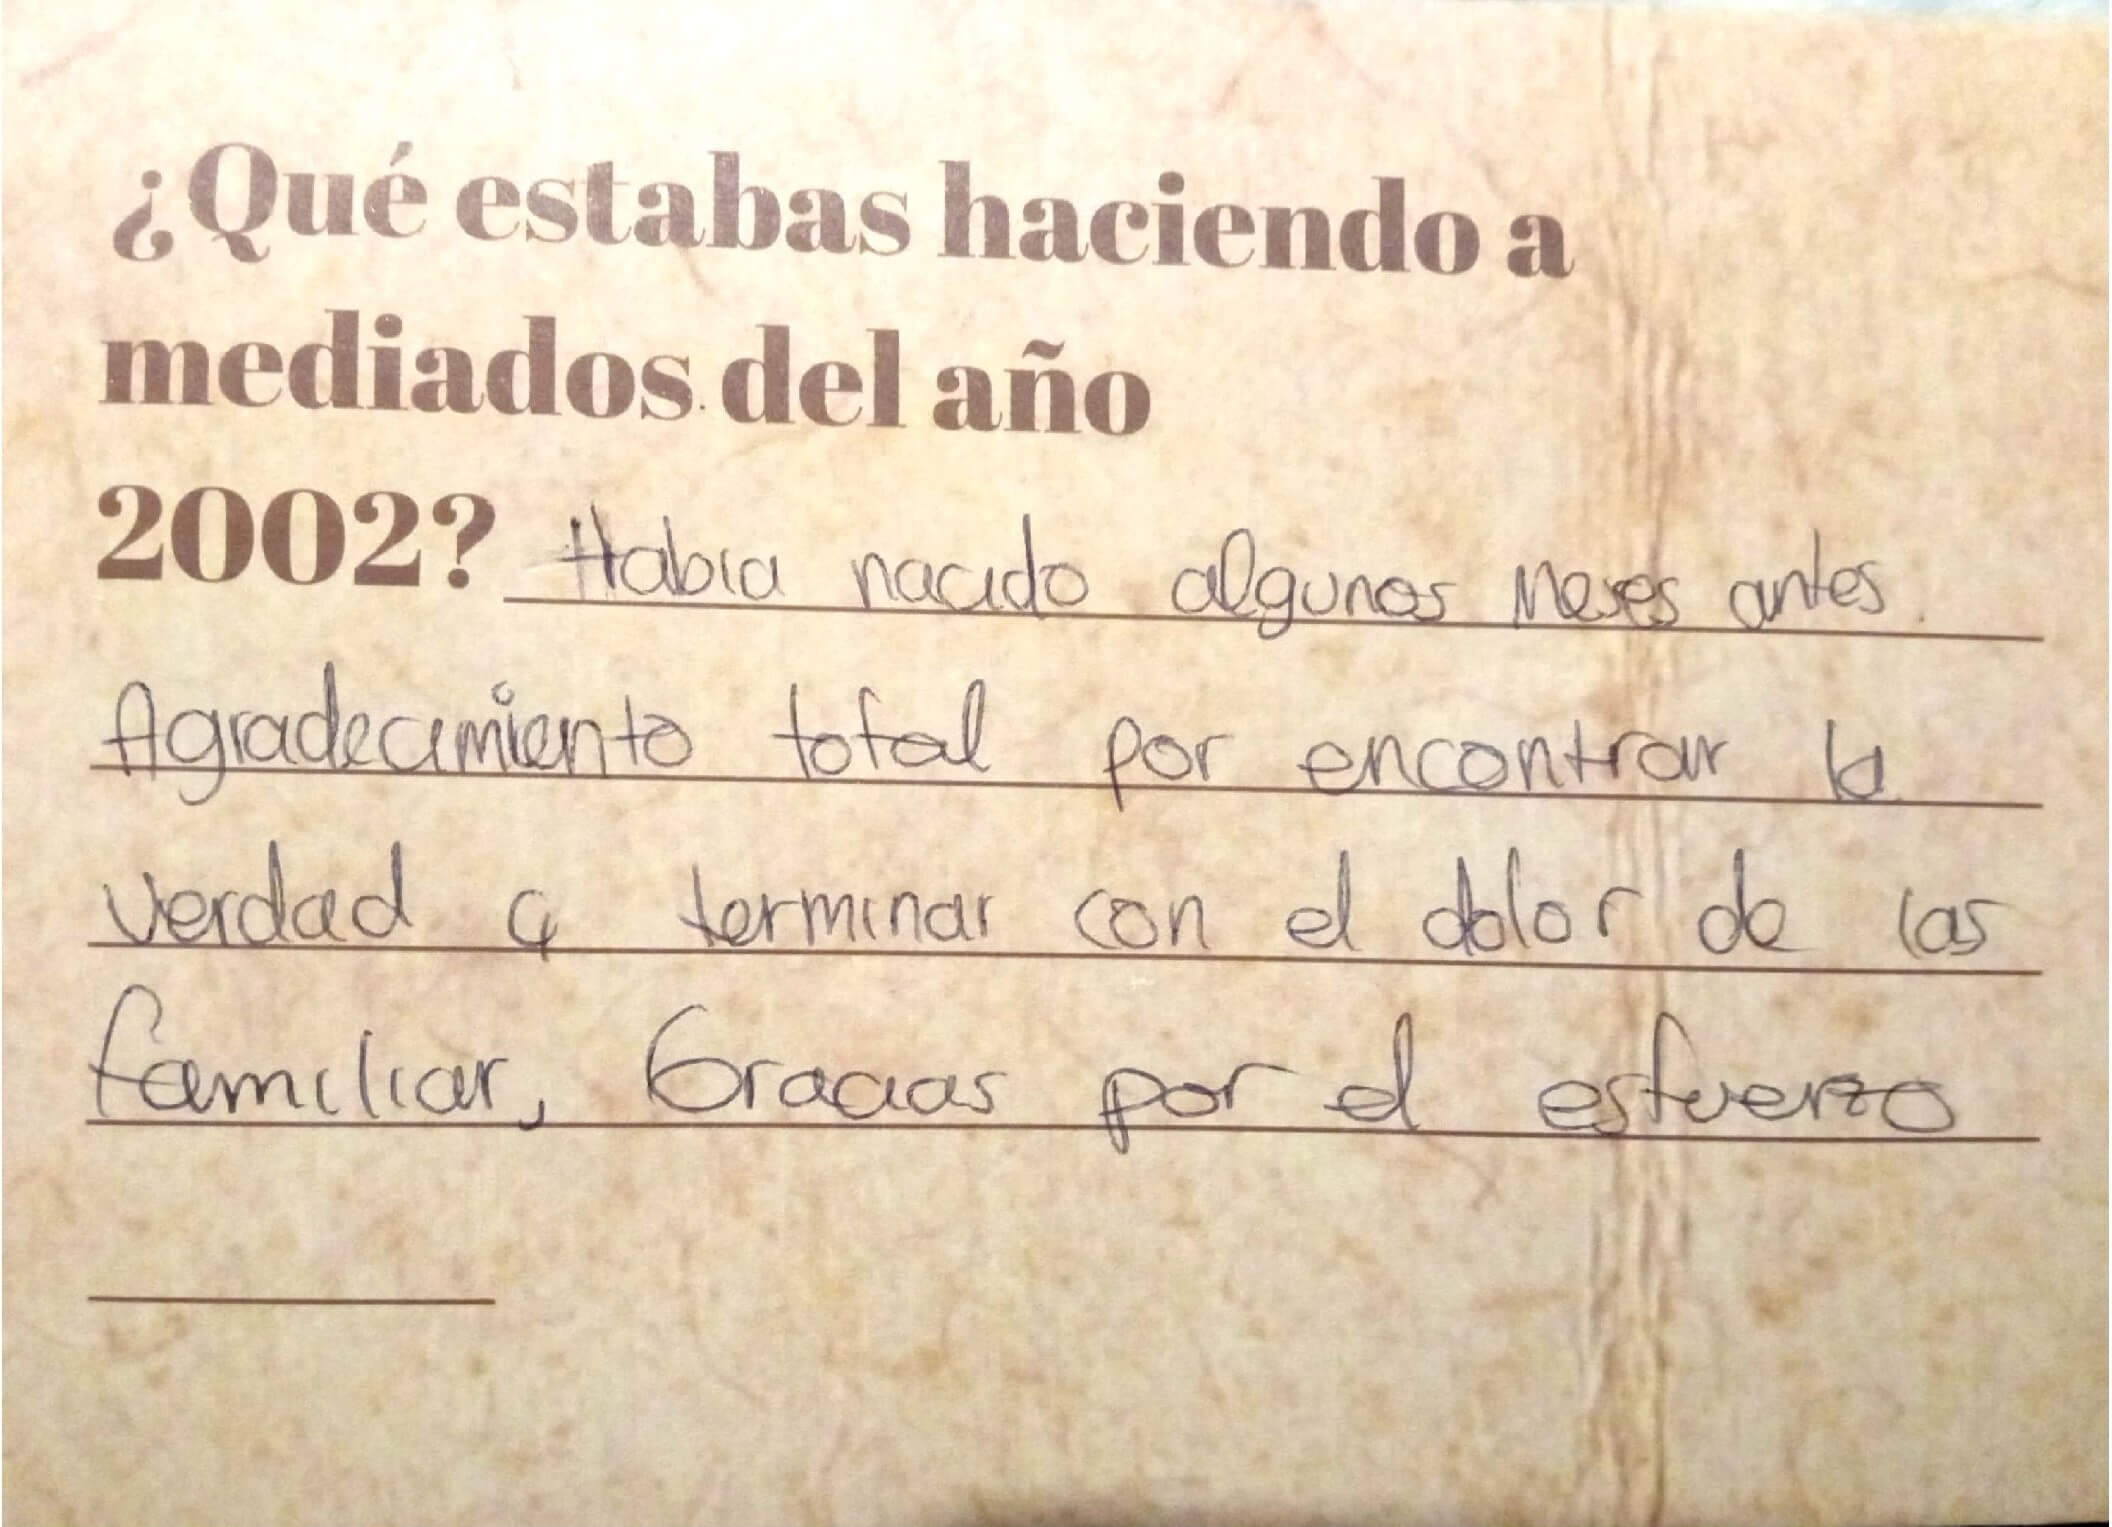 ¿Qué estabas haciendo a
mediados del año
2002? Habia nacido algunos meses antes.
Agradecimiento total por encontrar la
verdad y terminar con el dolor de las
familiar, Gracias por el esfuerzo